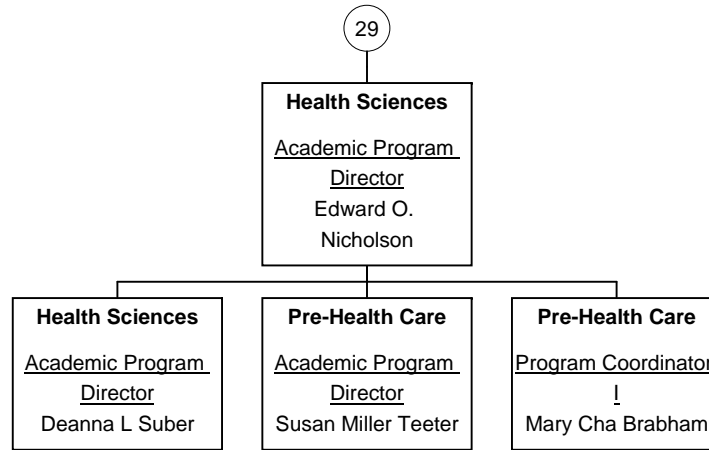 29
Health Sciences
Academic Program
Director
Edward O.
Nicholson
Health Sciences
Academic Program
Director
Deanna L Suber
Pre-Health Care
Academic Program
Director
Susan Miller Teeter
Pre-Health Care
Program Coordinator
I
Mary Cha Brabham